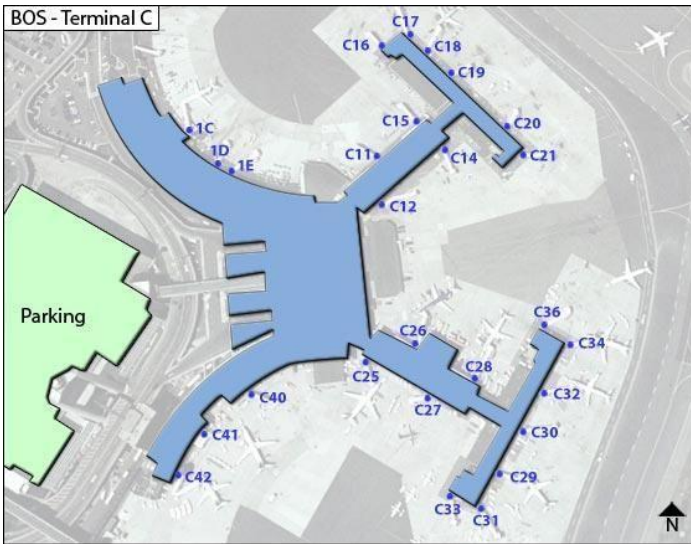 BOS - Terminal C
C17
C16
C18
C19
C15
1C
C20
1D
1E
C11
C14
C21
C12
Parking
C36
C26
C34
C25
C28
C40
C27
C32
C41
C30
C42
C29
C33
C31
N